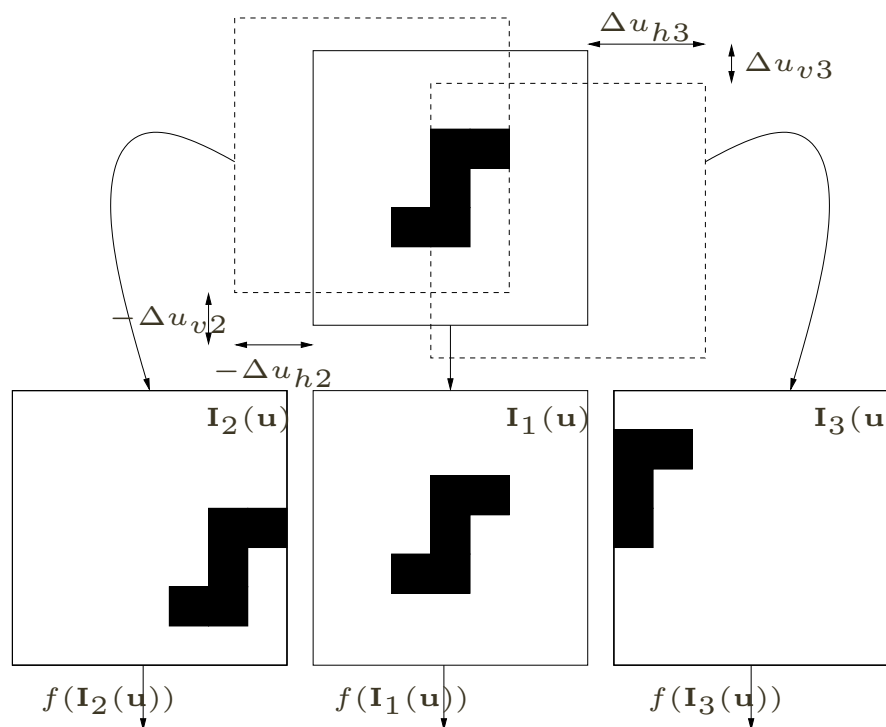 Δu_{h3}
Δu_{v3}
−Δu_{v2}
−Δu_{h2}
I_2(u)
I_1(u)
I_3(u
f(I_2(u))
f(I_1(u))
f(I_3(u))